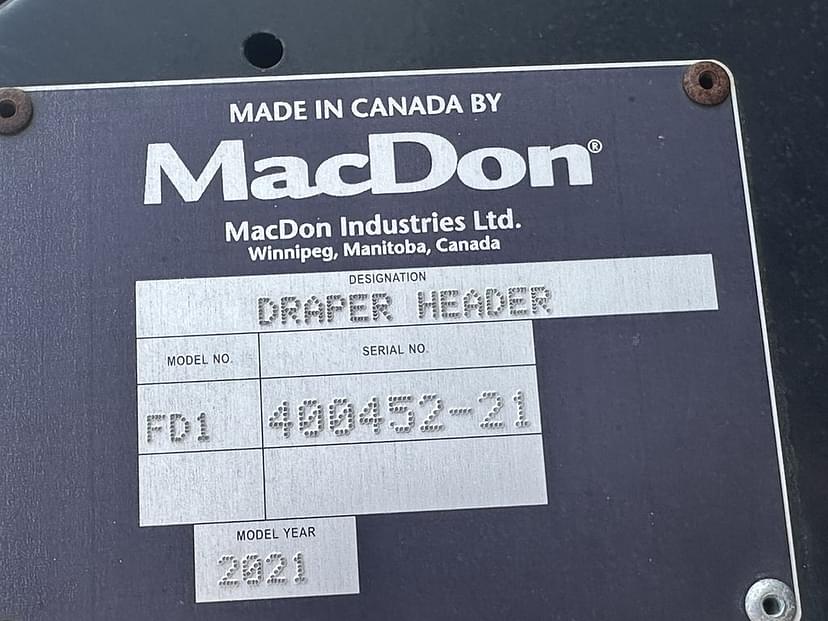 MADE IN CANADA BY
MacDon®
MacDon Industries Ltd.
Winnipeg, Manitoba, Canada
DESIGNATION
DRAPER HEADER
MODEL NO. SERIAL NO.
FD1 400452-21
MODEL YEAR
2021